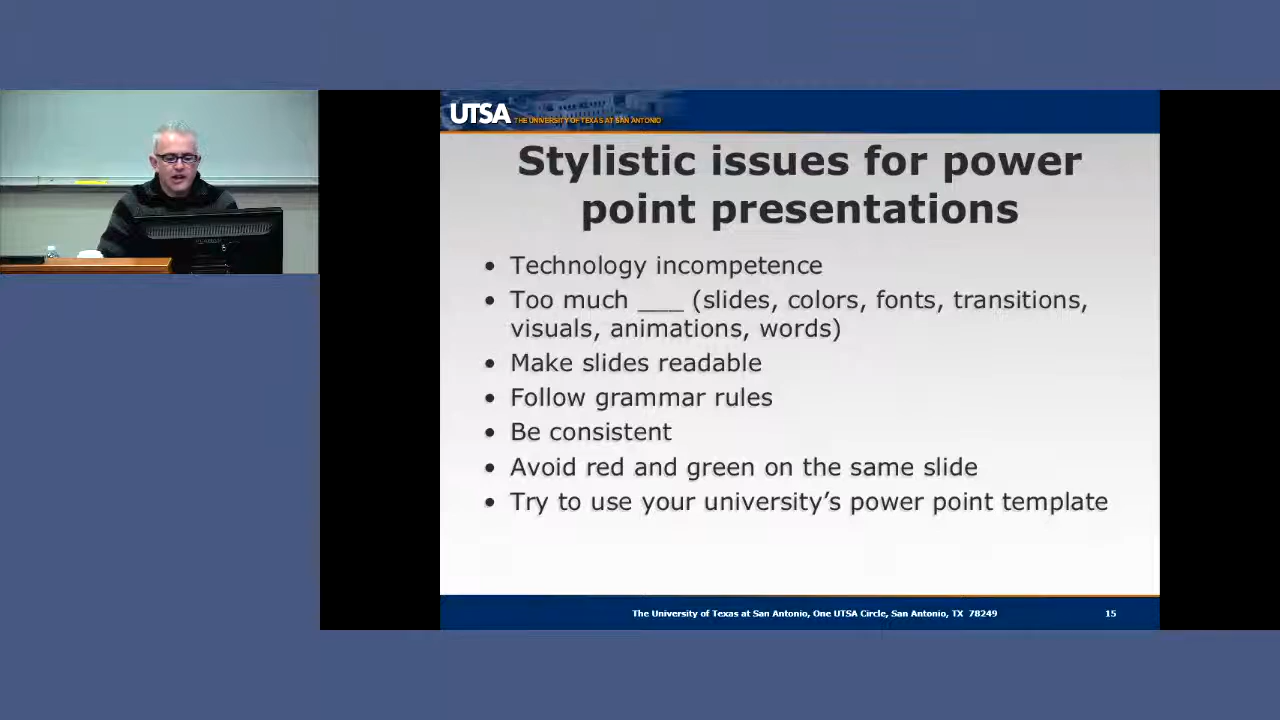 UTSA THE UNIVERSITY OF TEXAS AT SAN ANTONIO
Stylistic issues for power
point presentations
• Technology incompetence
• Too much ___ (slides, colors, fonts, transitions,
visuals, animations, words)
• Make slides readable
• Follow grammar rules
• Be consistent
• Avoid red and green on the same slide
• Try to use your university’s power point template
The University of Texas at San Antonio, One UTSA Circle, San Antonio, TX 78249
15